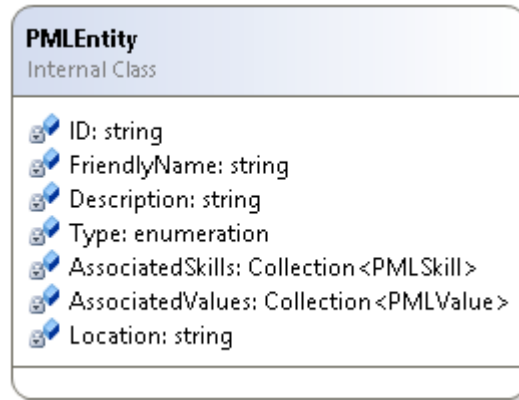 PMLEntity
Internal Class
ID: string
FriendlyName: string
Description: string
Type: enumeration
AssociatedSkills: Collection<PMLSkill>
AssociatedValues: Collection<PMLValue>
Location: string